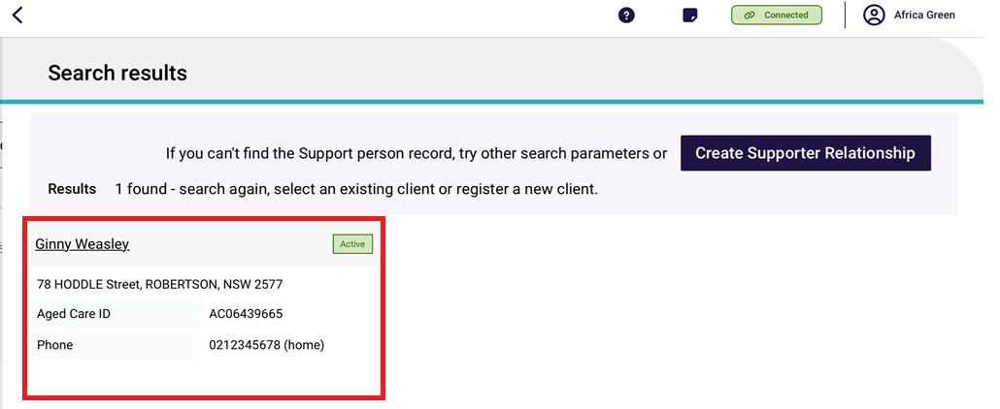 ? Connected Africa Green
Search results
If you can't find the Support person record, try other search parameters or Create Supporter Relationship
Results 1 found - search again, select an existing client or register a new client.
Ginny Weasley Active
78 HODDLE Street, ROBERTSON, NSW 2577
Aged Care ID AC06439665
Phone 0212345678 (home)